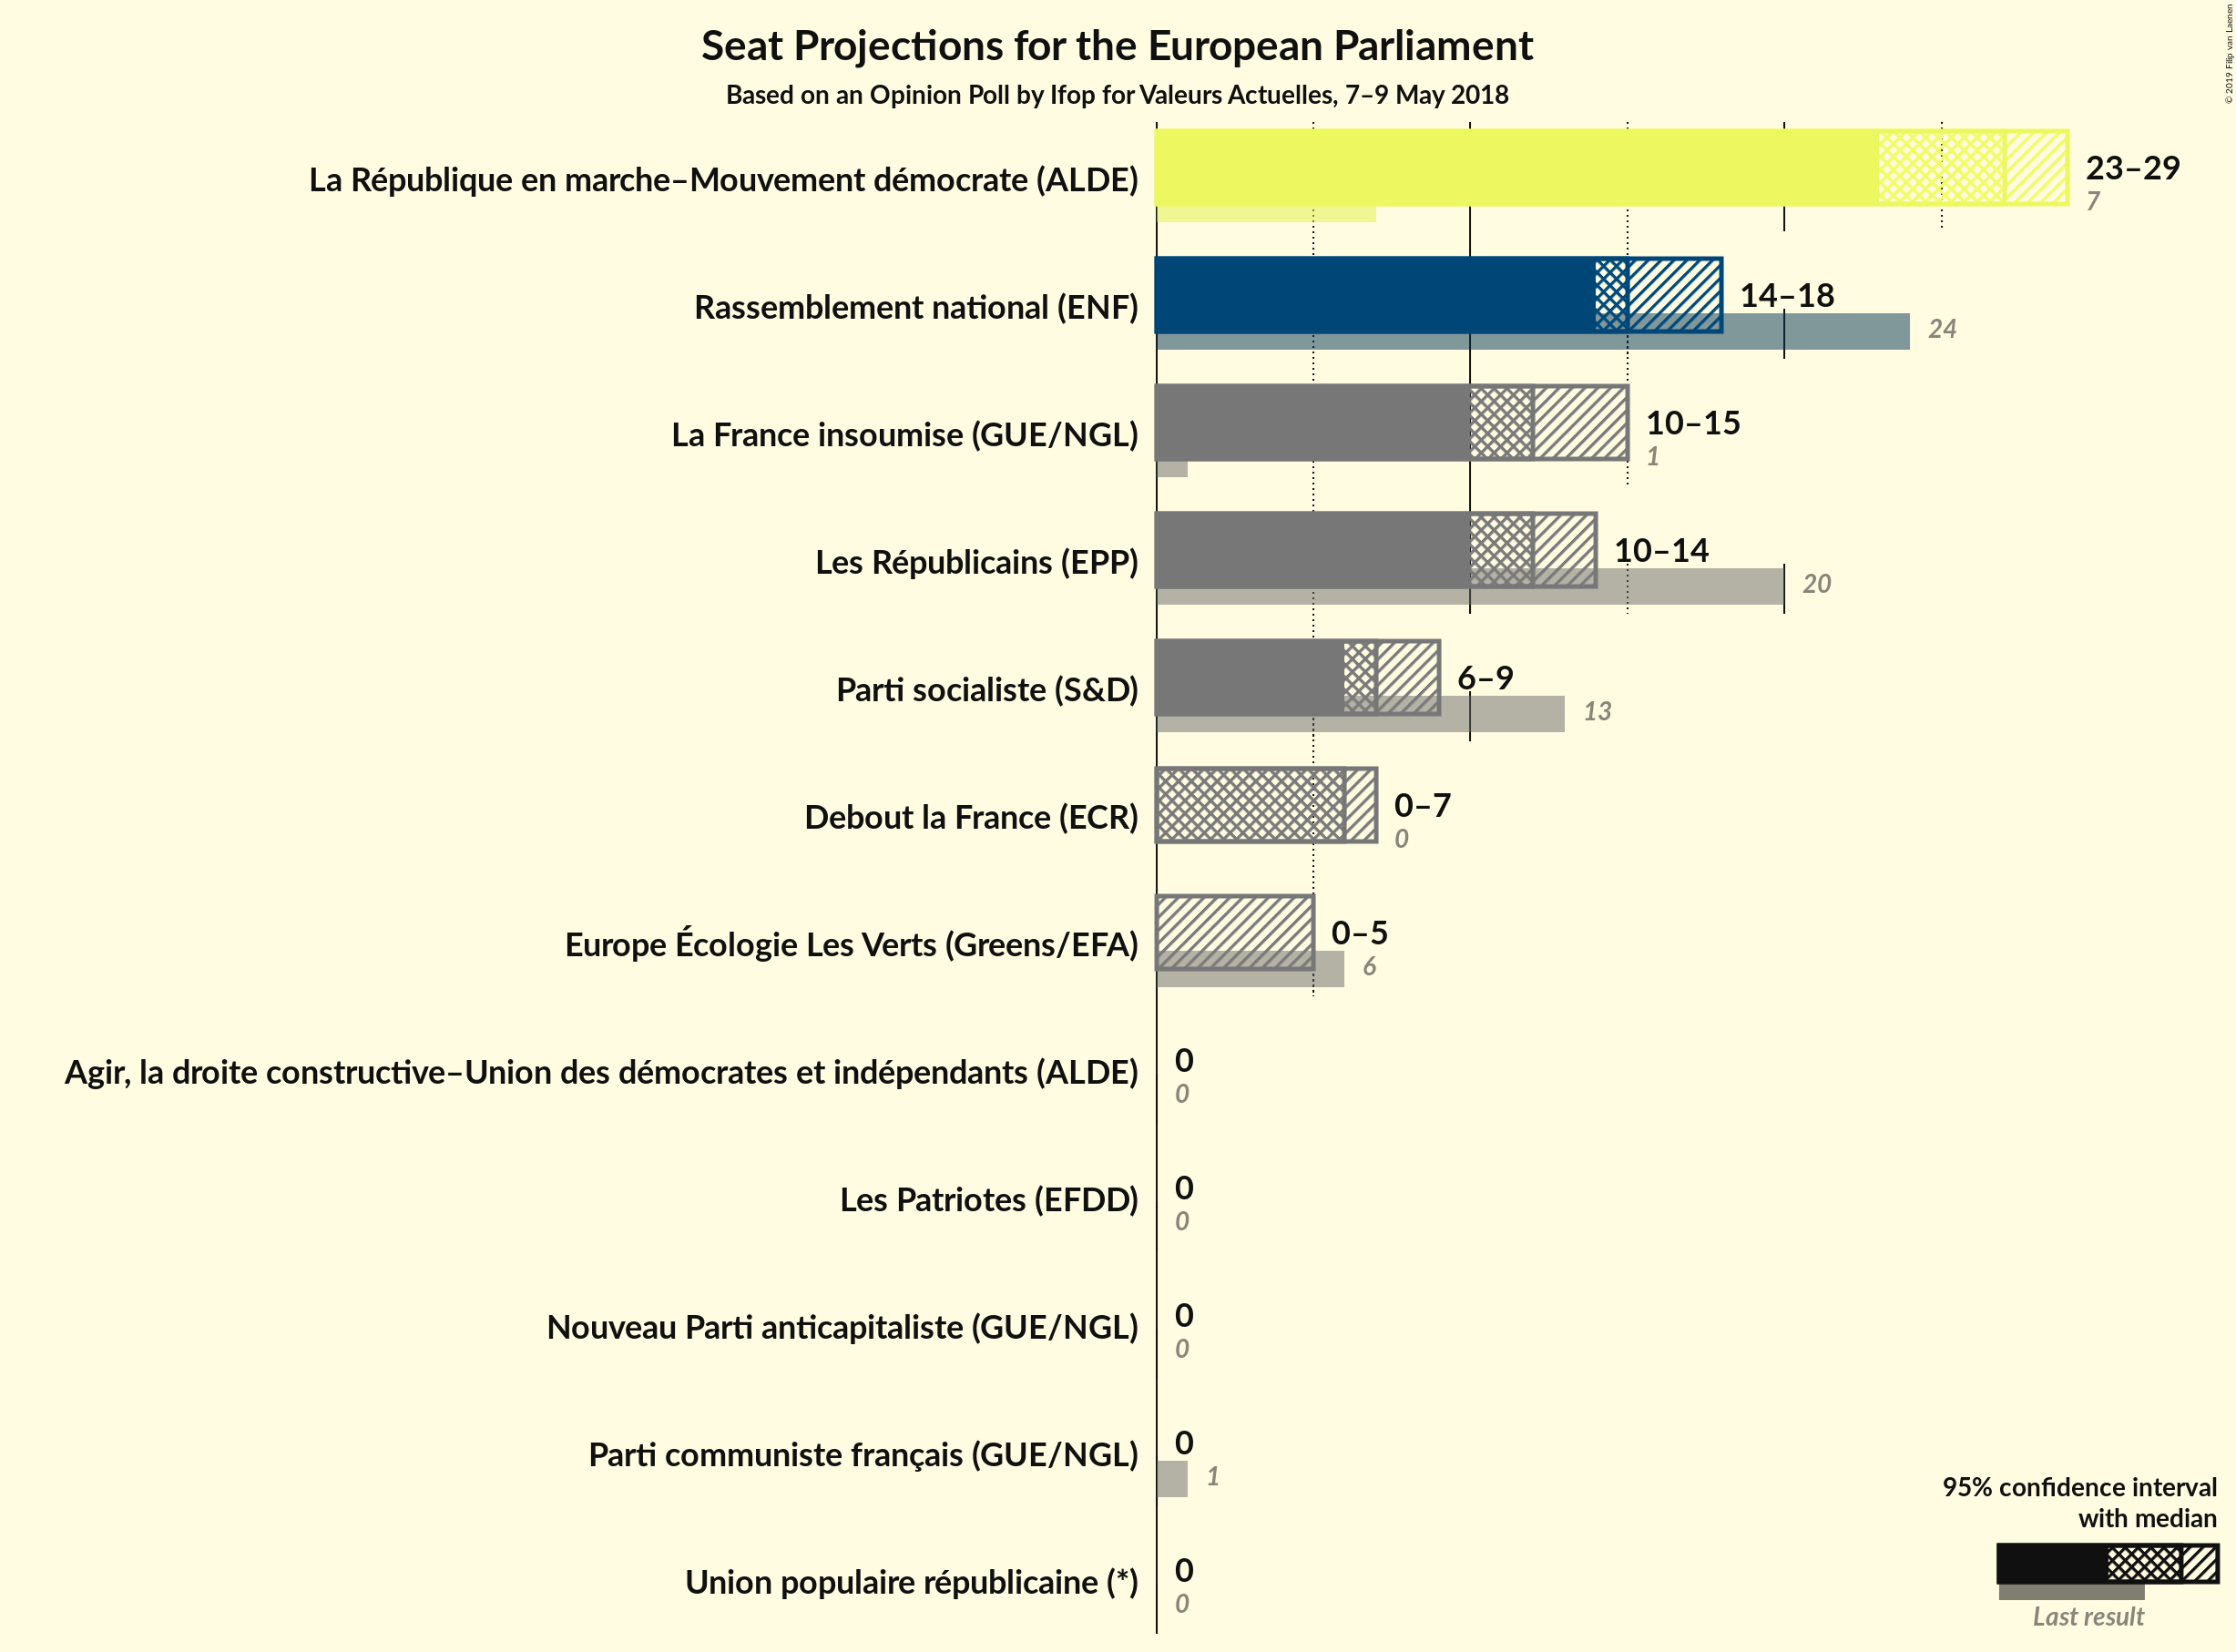 Seat Projections for the European Parliament
Based on an Opinion Poll by Ifop for Valeurs Actuelles, 7–9 May 2018
© 2019 Filip van Laenen
La République en marche–Mouvement démocrate (ALDE)
23–29
7
Rassemblement national (ENF)
14–18
24
La France insoumise (GUE/NGL)
10–15
1
Les Républicains (EPP)
10–14
20
Parti socialiste (S&D)
6–9
13
Debout la France (ECR)
0–7
0
Europe Écologie Les Verts (Greens/EFA)
0–5
6
Agir, la droite constructive–Union des démocrates et indépendants (ALDE)
0
0
Les Patriotes (EFDD)
0
0
Nouveau Parti anticapitaliste (GUE/NGL)
0
0
Parti communiste français (GUE/NGL)
0
1
Union populaire républicaine (*)
0
0
95% confidence interval
with median
Last result